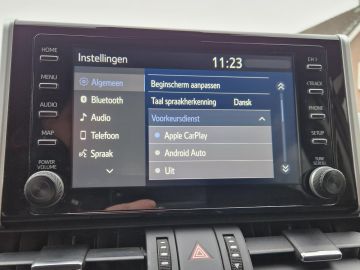 HOME
MENU
AUDIO
MAP
POWER
VOLUME
Instellingen
11:23
Algemeen
Bluetooth
Audio
Telefoon
Spraak
Beginscherm aanpassen
Taal spraakherkenning Dansk
Voorkeursdienst
Apple CarPlay
Android Auto
Uit
CH
TRACK
PHONE
SETUP
TUNE
SCROLL